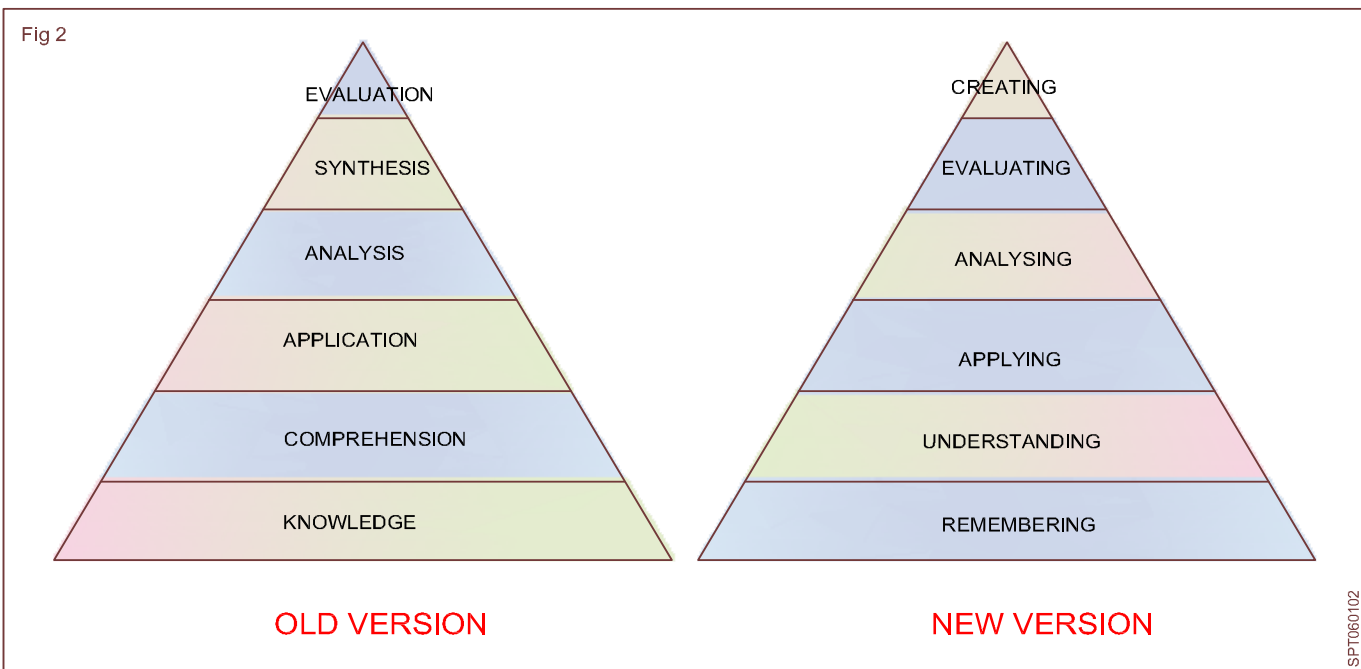 Fig 2
EVALUATION
SYNTHESIS
ANALYSIS
APPLICATION
COMPREHENSION
KNOWLEDGE
OLD VERSION
CREATING
EVALUATING
ANALYSING
APPLYING
UNDERSTANDING
REMEMBERING
NEW VERSION
SPT060102